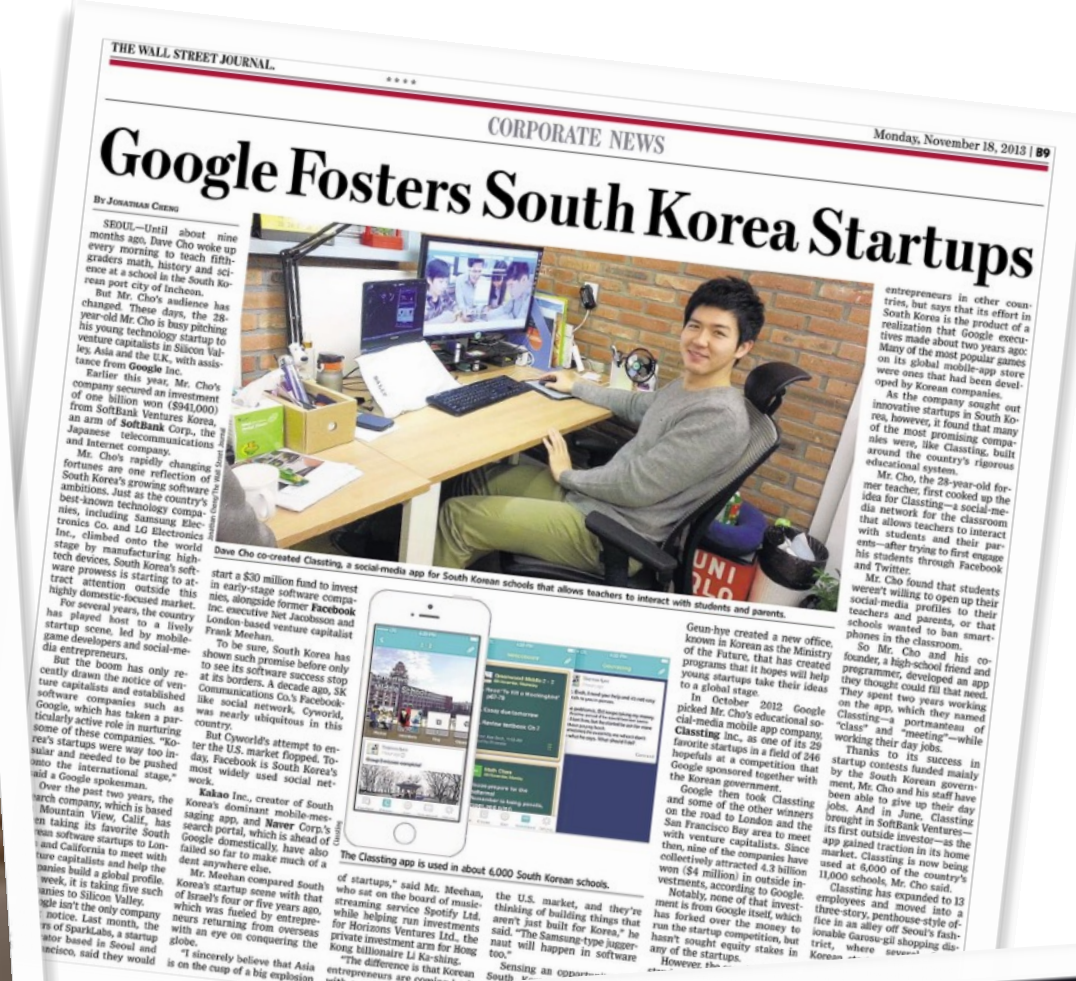 THE WALL STREET JOURNAL.
****
Monday, November 18, 2013 | B9
CORPORATE NEWS
Google Fosters South Korea Startups
BY JONATHAN CHENG
SEOUL—Until about nine
months ago, Dave Cho woke up
every morning to teach fifth-
graders math, history and sci-
ence at a school in the South Ko-
rean port city of Incheon.
But Mr. Cho's audience has
changed. These days, the 28-
year-old Mr. Cho is busy pitching
his young technology startup to
venture capitalists in Silicon Val-
ley, Asia and the U.K., with assis-
tance from Google Inc.
Earlier this year, Mr. Cho's
company secured an investment
of one billion won ($941,000)
from SoftBank Ventures Korea,
an arm of SoftBank Corp., the
Japanese telecommunications
and Internet company.
Mr. Cho's rapidly changing
fortunes are one reflection of
South Korea's growing software
ambitions. Just as the country's
best-known technology compa-
nies, including Samsung Elec-
tronics Co. and LG Electronics
Inc., climbed onto the world
stage by manufacturing high-
tech devices, South Korea's soft-
ware prowess is starting to at-
tract attention outside this
highly domestic-focused market.
For several years, the country
has played host to a lively
startup scene, led by mobile-
game developers and social-me-
dia entrepreneurs.
But the boom has only re-
cently drawn the notice of ven-
ture capitalists and established
software companies such as
Google, which has taken a par-
ticularly active role in nurturing
some of these companies. "Ko-
rea's startups were way too in-
sular and needed to be pushed
onto the international stage,"
said a Google spokesman.
Over the past two years, the
search company, which is based
Mountain View, Calif., has
en taking its favorite South
ean software startups to Lon-
and California to meet with
ture capitalists and help the
panies build a global profile.
week, it is taking five such
anies to Silicon Valley.
ogle isn't the only company
notice. Last month, the
rs of SparkLabs, a startup
ator based in Seoul and
ncisco, said they would
Jonathan Cheng/The Wall Street Journal
Dave Cho co-created Classting, a social-media app for South Korean schools that allows teachers to interact with students and parents.
start a $30 million fund to invest
in early-stage software compa-
nies, alongside former Facebook
Inc. executive Net Jacobsson and
London-based venture capitalist
Frank Meehan.
To be sure, South Korea has
shown such promise before only
to see its software success stop
at its borders. A decade ago, SK
Communications Co.'s Facebook-
like social network, Cyworld,
was nearly ubiquitous in this
country.
But Cyworld's attempt to en-
ter the U.S. market flopped. To-
day, Facebook is South Korea's
most widely used social net-
work.
Kakao Inc., creator of South
Korea's dominant mobile-mes-
saging app, and Naver Corp.'s
search portal, which is ahead of
Google domestically, have also
failed so far to make much of a
dent anywhere else.
Mr. Meehan compared South
Korea's startup scene with that
of Israel's four or five years ago,
which was fueled by entrepre-
neurs returning from overseas
with an eye on conquering the
globe.
"I sincerely believe that Asia
is on the cusp of a big explosion
Classting
The Classting app is used in about 6,000 South Korean schools.
of startups," said Mr. Meehan,
who sat on the board of music-
streaming service Spotify Ltd.
while helping run investments
for Horizons Ventures Ltd., the
private investment arm for Hong
Kong billionaire Li Ka-shing.
"The difference is that Korean
entrepreneurs are coming
the U.S. market, and they're
thinking of building things that
aren't just built for Korea," he
said. "The Samsung-type jugger-
naut will happen in software
too."
Sensing an
South
Geun-hye created a new office,
known in Korean as the Ministry
of the Future, that has created
programs that it hopes will help
young startups take their ideas
to a global stage.
In October 2012 Google
picked Mr. Cho's educational so-
cial-media mobile app company,
Classting Inc., as one of its 29
favorite startups in a field of 246
hopefuls at a competition that
Google sponsored together with
the Korean government.
Google then took Classting
and some of the other winners
on the road to London and the
San Francisco Bay area to meet
with venture capitalists. Since
then, nine of the companies have
collectively attracted 4.3 billion
won ($4 million) in outside in-
vestments, according to Google.
Notably, none of that invest-
ment is from Google itself, which
has forked over the money to
run the startup competition, but
hasn't sought equity stakes in
any of the startups.
However, the
entrepreneurs in other coun-
tries, but says that its effort in
South Korea is the product of a
realization that Google execu-
tives made about two years ago:
Many of the most popular games
on its global mobile-app store
were ones that had been devel-
oped by Korean companies.
As the company sought out
innovative startups in South Ko-
rea, however, it found that many
of the most promising compa-
nies were, like Classting, built
around the country's rigorous
educational system.
Mr. Cho, the 28-year-old for-
mer teacher, first cooked up the
idea for Classting—a social-me-
dia network for the classroom
that allows teachers to interact
with students and their par-
ents—after trying to first engage
his students through Facebook
and Twitter.
Mr. Cho found that students
weren't willing to open up their
social-media profiles to their
teachers and parents, or that
schools wanted to ban smart-
phones in the classroom.
So Mr. Cho and his co-
founder, a high-school friend and
programmer, developed an app
they thought could fill that need.
They spent two years working
on the app, which they named
Classting—a portmanteau of
"class" and "meeting"—while
working their day jobs.
Thanks to its success in
startup contests funded mainly
by the South Korean govern-
ment, Mr. Cho and his staff have
been able to give up their day
jobs. And in June, Classting
brought in SoftBank Ventures—
its first outside investor—as the
app gained traction in its home
market. Classting is now being
used at 6,000 of the country's
11,000 schools, Mr. Cho said.
Classting has expanded to 13
employees and moved into a
three-story, penthouse-style of-
fice in an alley off Seoul's fash-
ionable Garosu-gil shopping dis-
trict, where several
Korean
UNI
QLO